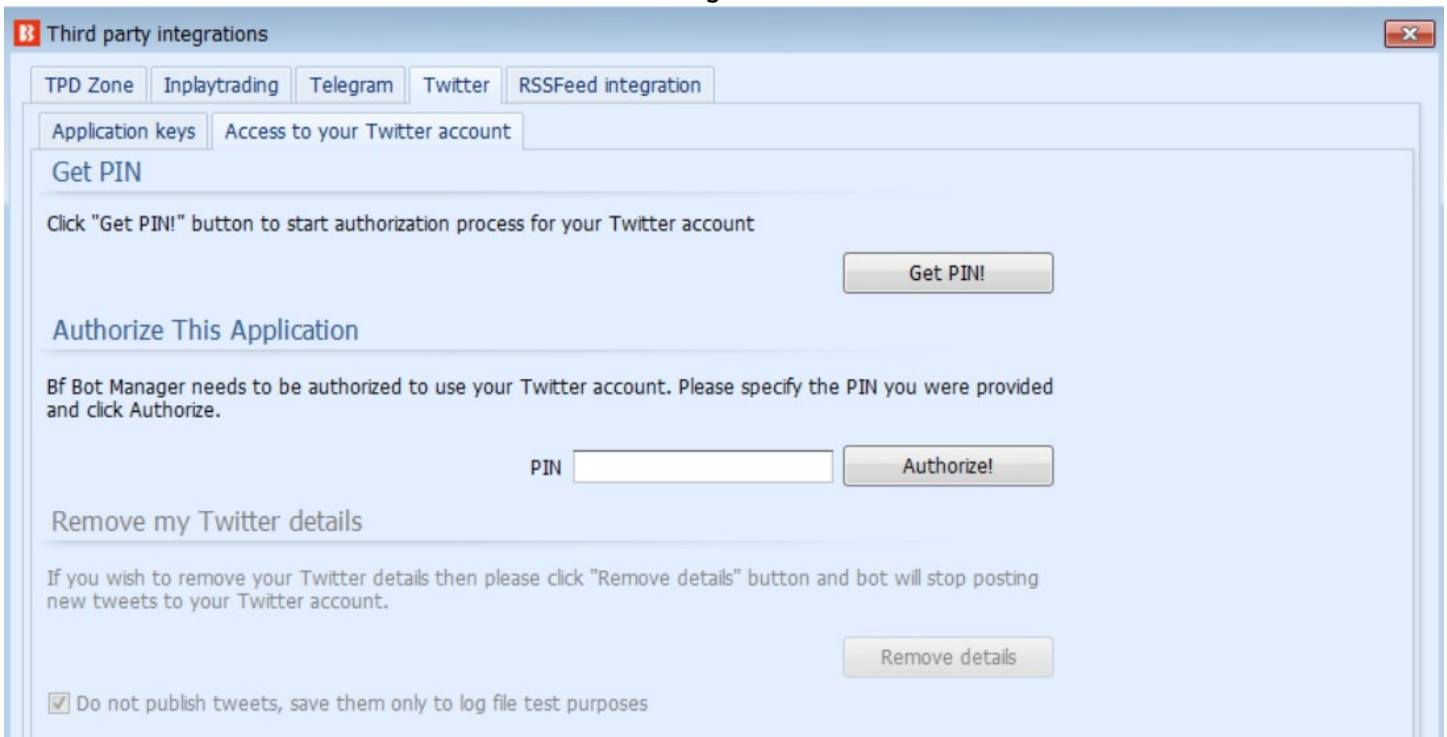 Third party integrations
TPD Zone Inplaytrading Telegram Twitter RSSFeed integration
Application keys Access to your Twitter account
Get PIN
Click "Get PIN!" button to start authorization process for your Twitter account
Get PIN!
Authorize This Application
Bf Bot Manager needs to be authorized to use your Twitter account. Please specify the PIN you were provided
and click Authorize.
PIN Authorize!
Remove my Twitter details
If you wish to remove your Twitter details then please click "Remove details" button and bot will stop posting
new tweets to your Twitter account.
Remove details
Do not publish tweets, save them only to log file test purposes